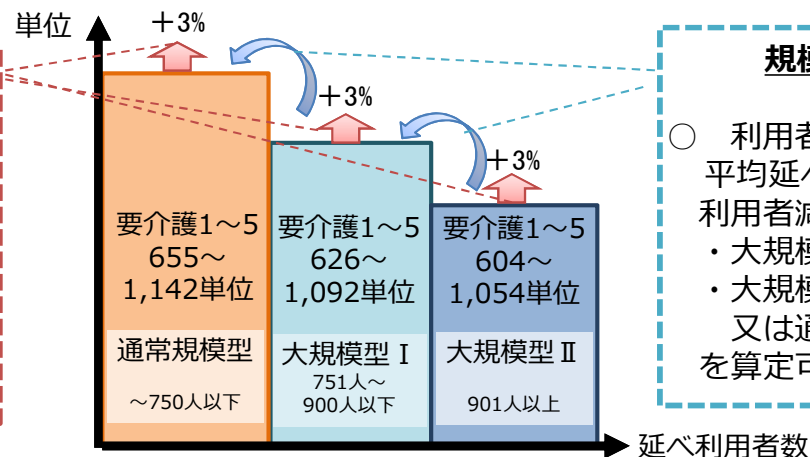 単位
+3%
+3%
+3%
要介護1～5
655～
1,142単位
通常規模型
～750人以下
要介護1～5
626～
1,092単位
大規模型Ⅰ
751人～
900人以下
要介護1～5
604～
1,054単位
大規模型Ⅱ
901人以上
延べ利用者数
規模
○ 利用者
平均延べ
利用者減
・大規模
・大規模
又は通
を算定可